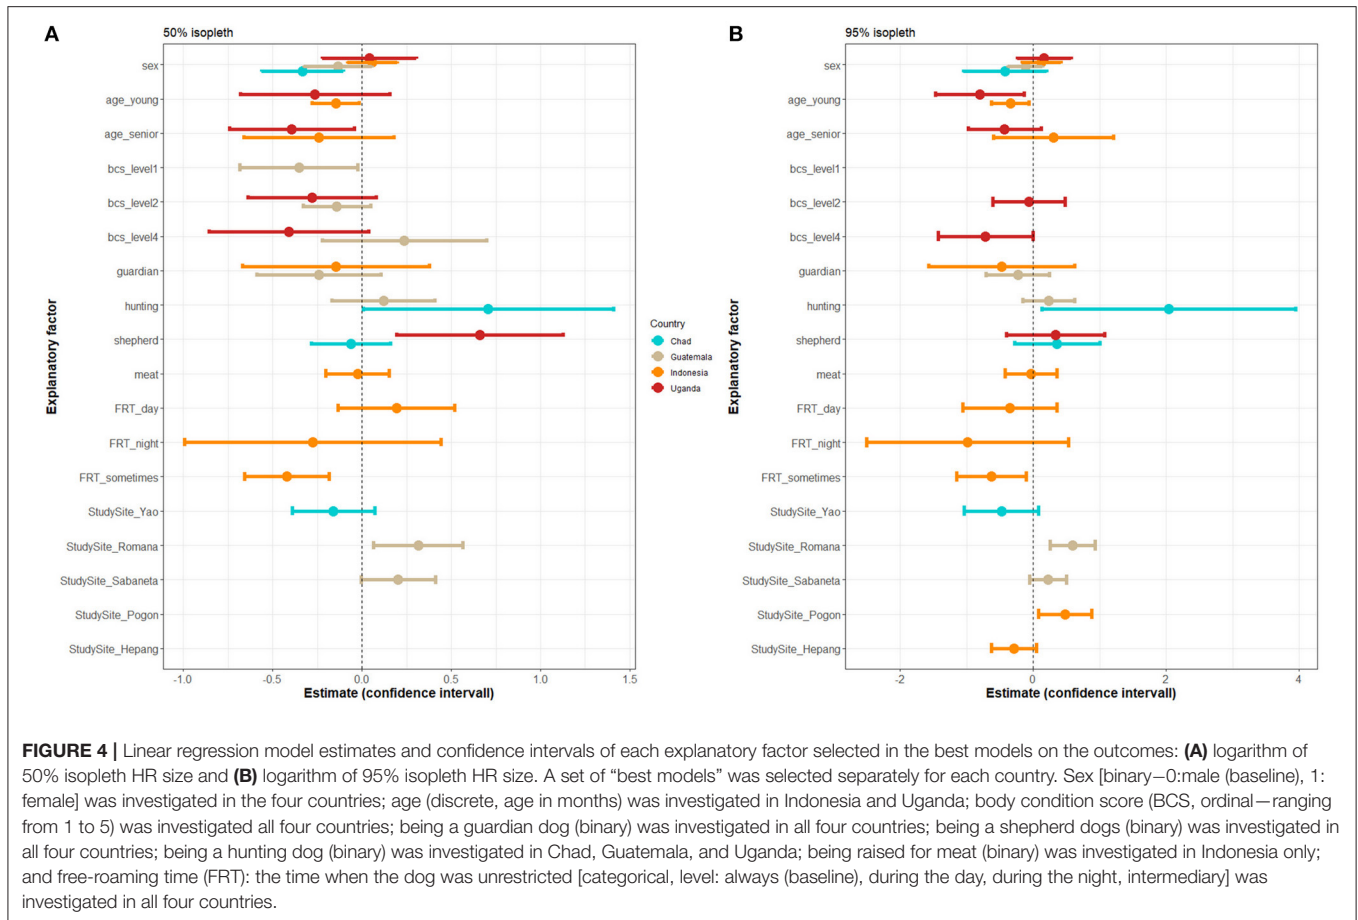 A
50% isopleth
sex
age_young
age_senior
bcs_level1
bcs_level2
bcs_level4
guardian
hunting
shepherd
meat
FRT_day
FRT_night
FRT_sometimes
StudySite_Yao
StudySite_Romana
StudySite_Sabaneta
StudySite_Pogon
StudySite_Hepang
Explanatory factor
-1.0 -0.5 0.0 0.5 1.0 1.5
Estimate (confidence intervall)
Country
Chad
Guatemala
Indonesia
Uganda
B
95% isopleth
sex
age_young
age_senior
bcs_level1
bcs_level2
bcs_level4
guardian
hunting
shepherd
meat
FRT_day
FRT_night
FRT_sometimes
StudySite_Yao
StudySite_Romana
StudySite_Sabaneta
StudySite_Pogon
StudySite_Hepang
Explanatory factor
-2 0 2 4
Estimate (confidence intervall)
FIGURE 4 | Linear regression model estimates and confidence intervals of each explanatory factor selected in the best models on the outcomes: (A) logarithm of
50% isopleth HR size and (B) logarithm of 95% isopleth HR size. A set of “best models” was selected separately for each country. Sex [binary—0:male (baseline), 1:
female] was investigated in the four countries; age (discrete, age in months) was investigated in Indonesia and Uganda; body condition score (BCS, ordinal—ranging
from 1 to 5) was investigated all four countries; being a guardian dog (binary) was investigated in all four countries; being a shepherd dogs (binary) was investigated in
all four countries; being a hunting dog (binary) was investigated in Chad, Guatemala, and Uganda; being raised for meat (binary) was investigated in Indonesia only;
and free-roaming time (FRT): the time when the dog was unrestricted [categorical, level: always (baseline), during the day, during the night, intermediary] was
investigated in all four countries.